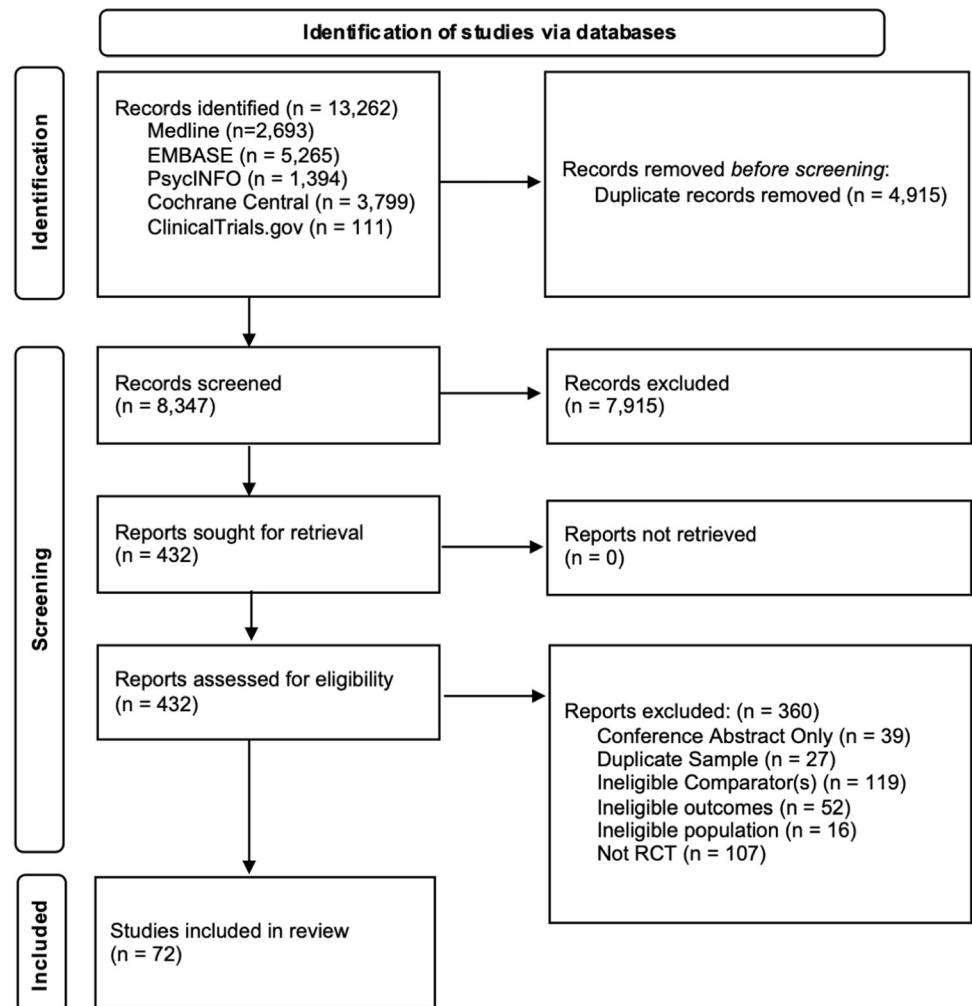 Identification of studies via databases
Identification
Records identified (n = 13,262)
Medline (n=2,693)
EMBASE (n = 5,265)
PsycINFO (n = 1,394)
Cochrane Central (n = 3,799)
ClinicalTrials.gov (n = 111)
Records removed before screening:
Duplicate records removed (n = 4,915)
Screening
Records screened
(n = 8,347)
Records excluded
(n = 7,915)
Reports sought for retrieval
(n = 432)
Reports not retrieved
(n = 0)
Reports assessed for eligibility
(n = 432)
Reports excluded: (n = 360)
Conference Abstract Only (n = 39)
Duplicate Sample (n = 27)
Ineligible Comparator(s) (n = 119)
Ineligible outcomes (n = 52)
Ineligible population (n = 16)
Not RCT (n = 107)
Included
Studies included in review
(n = 72)